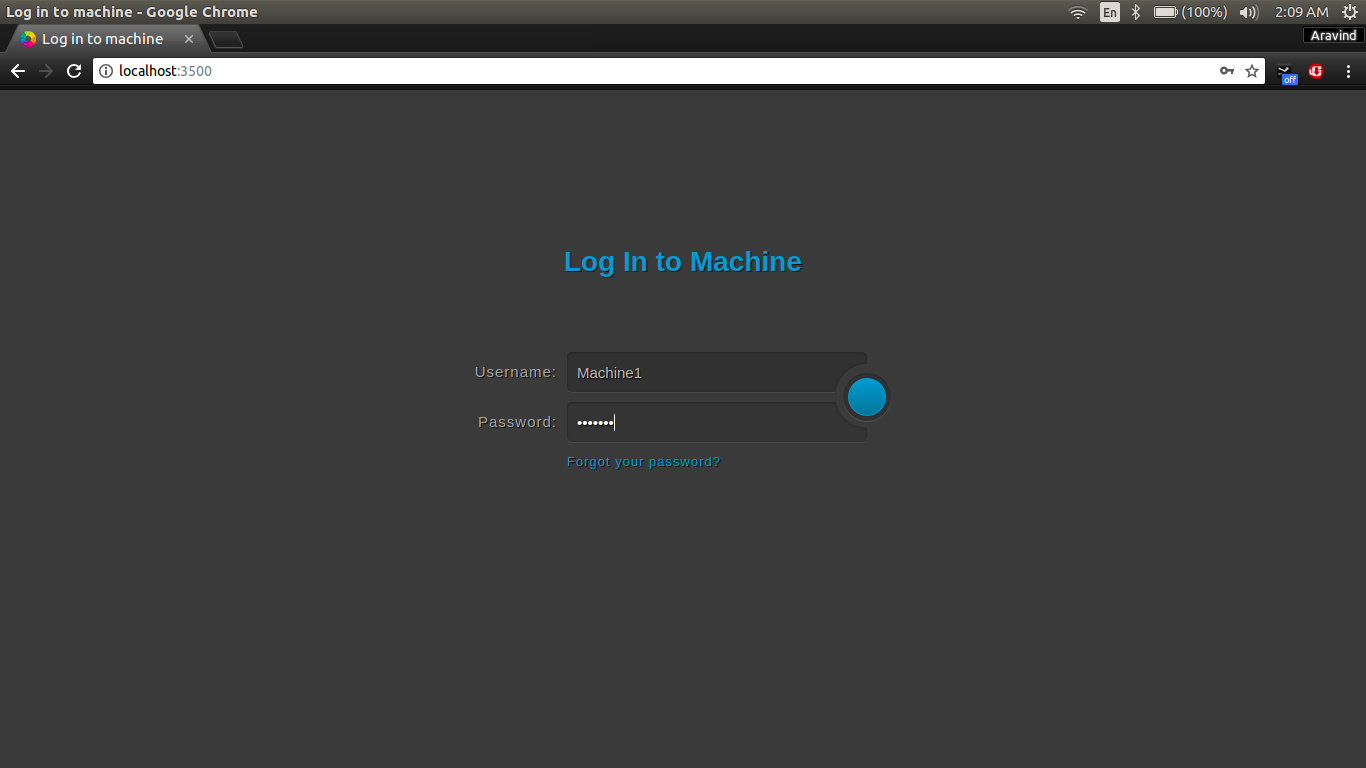 Log in to machine - Google Chrome
En
(100%)
2:09 AM
Log in to machine
Aravind
localhost:3500
off
Log In to Machine
Username:
Machine1
Password:
•••••••
Forgot your password?